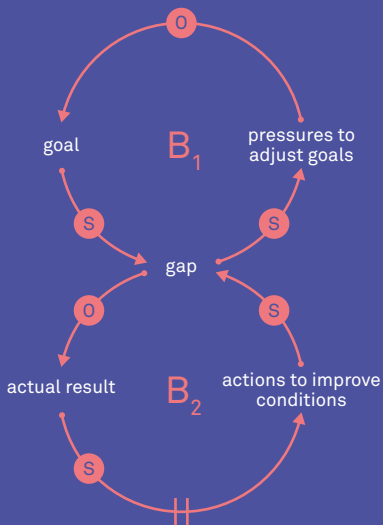 O
goal
B1
pressures to
adjust goals
S
S
gap
O
S
actual result
B2
actions to improve
conditions
S